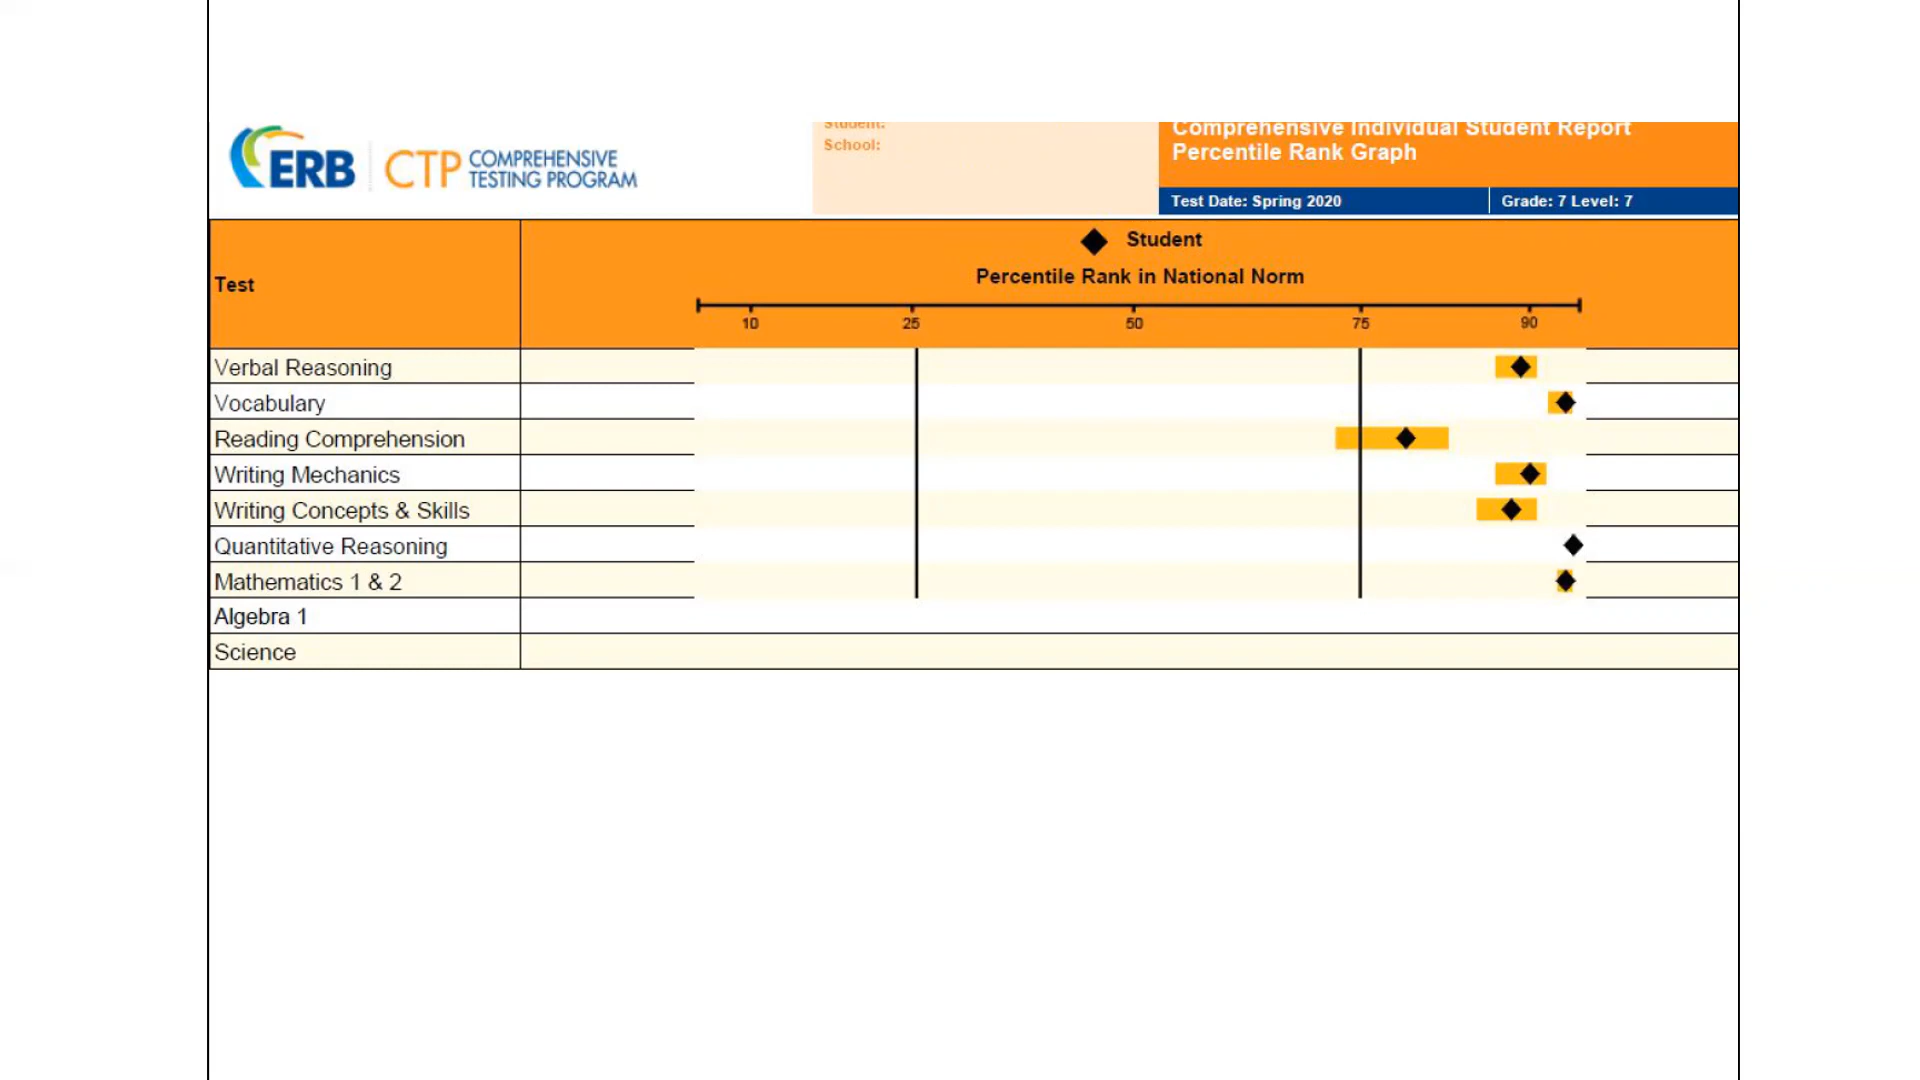 ERB CTP COMPREHENSIVE
TESTING PROGRAM
Student:
School:
Comprehensive Individual Student Report
Percentile Rank Graph
Test Date: Spring 2020
Grade: 7 Level: 7
Test
Student
Percentile Rank in National Norm
10 25 50 75 90
Verbal Reasoning
Vocabulary
Reading Comprehension
Writing Mechanics
Writing Concepts & Skills
Quantitative Reasoning
Mathematics 1 & 2
Algebra 1
Science